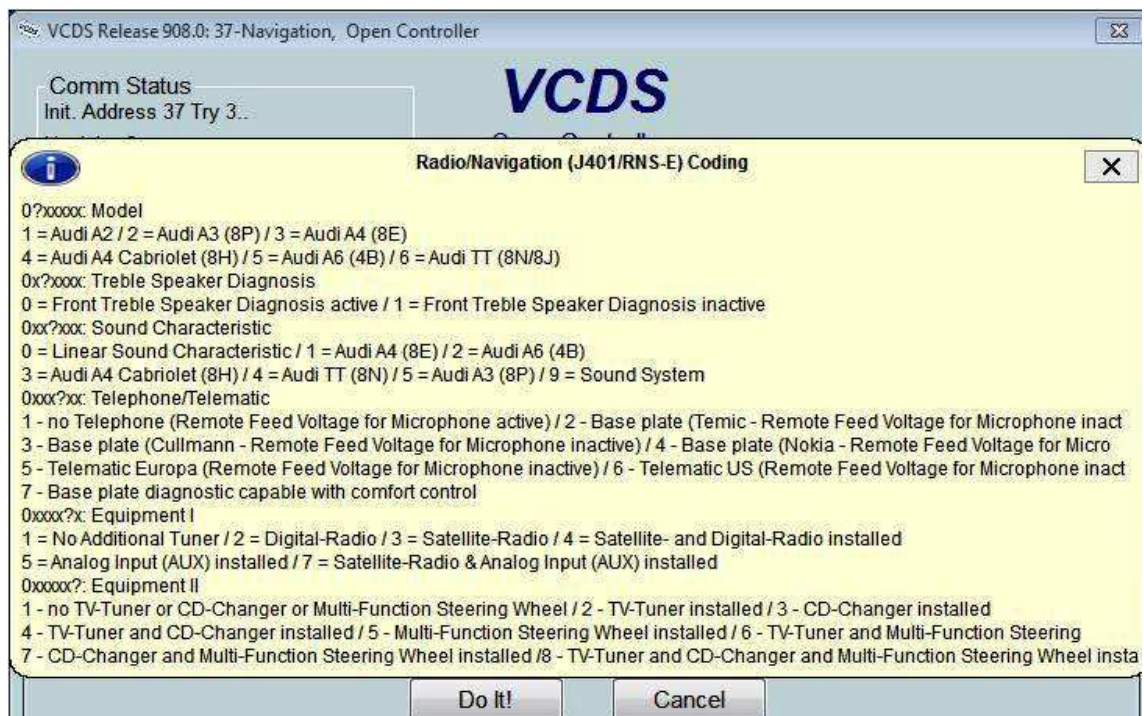 VCDS Release 908.0: 37-Navigation, Open Controller
Comm Status
Init. Address 37 Try 3..
VCDS
Radio/Navigation (J401/RNS-E) Coding
0?xxxxx: Model
1 = Audi A2 / 2 = Audi A3 (8P) / 3 = Audi A4 (8E)
4 = Audi A4 Cabriolet (8H) / 5 = Audi A6 (4B) / 6 = Audi TT (8N/8J)
0x?xxxx: Treble Speaker Diagnosis
0 = Front Treble Speaker Diagnosis active / 1 = Front Treble Speaker Diagnosis inactive
0xx?xxx: Sound Characteristic
0 = Linear Sound Characteristic / 1 = Audi A4 (8E) / 2 = Audi A6 (4B)
3 = Audi A4 Cabriolet (8H) / 4 = Audi TT (8N) / 5 = Audi A3 (8P) / 9 = Sound System
0xxx?xx: Telephone/Telematic
1 - no Telephone (Remote Feed Voltage for Microphone active) / 2 - Base plate (Temic - Remote Feed Voltage for Microphone inact
3 - Base plate (Cullmann - Remote Feed Voltage for Microphone inactive) / 4 - Base plate (Nokia - Remote Feed Voltage for Micro
5 - Telematic Europa (Remote Feed Voltage for Microphone inactive) / 6 - Telematic US (Remote Feed Voltage for Microphone inact
7 - Base plate diagnostic capable with comfort control
0xxxx?x: Equipment I
1 = No Additional Tuner / 2 = Digital-Radio / 3 = Satellite-Radio / 4 = Satellite- and Digital-Radio installed
5 = Analog Input (AUX) installed / 7 = Satellite-Radio & Analog Input (AUX) installed
0xxxxx?: Equipment II
1 - no TV-Tuner or CD-Changer or Multi-Function Steering Wheel / 2 - TV-Tuner installed / 3 - CD-Changer installed
4 - TV-Tuner and CD-Changer installed / 5 - Multi-Function Steering Wheel installed / 6 - TV-Tuner and Multi-Function Steering
7 - CD-Changer and Multi-Function Steering Wheel installed /8 - TV-Tuner and CD-Changer and Multi-Function Steering Wheel insta
Do It! Cancel